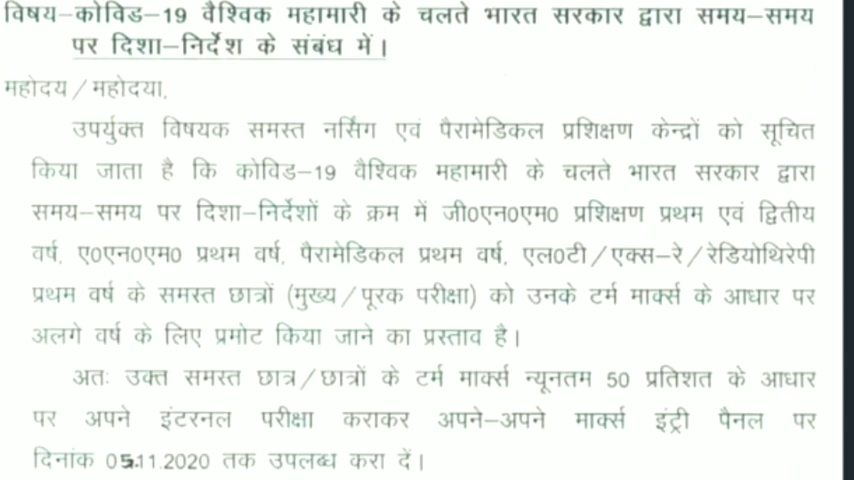 विषय–कोविड–19 वैश्विक महामारी के चलते भारत सरकार द्वारा समय–समय
पर दिशा–निर्देश के संबंध में।
महोदय/महोदया,
उपर्युक्त विषयक समस्त नर्सिंग एवं पैरामेडिकल प्रशिक्षण केन्द्रों को सूचित
किया जाता है कि कोविड–19 वैश्विक महामारी के चलते भारत सरकार द्वारा
समय–समय पर दिशा–निर्देशों के क्रम में जी0एन0एम0 प्रशिक्षण प्रथम एवं द्वितीय
वर्ष, ए0एन0एम0 प्रथम वर्ष, पैरामेडिकल प्रथम वर्ष, एल0टी/एक्स–रे/रेडियोथिरेपी
प्रथम वर्ष के समस्त छात्रों (मुख्य/पूरक परीक्षा) को उनके टर्म मार्क्स के आधार पर
अलगे वर्ष के लिए प्रमोट किया जाने का प्रस्ताव है।
अतः उक्त समस्त छात्र/छात्रों के टर्म मार्क्स न्यूनतम 50 प्रतिशत के आधार
पर अपने इंटरनल परीक्षा कराकर अपने–अपने मार्क्स इंट्री पैनल पर
दिनांक 05.11.2020 तक उपलब्ध करा दें।